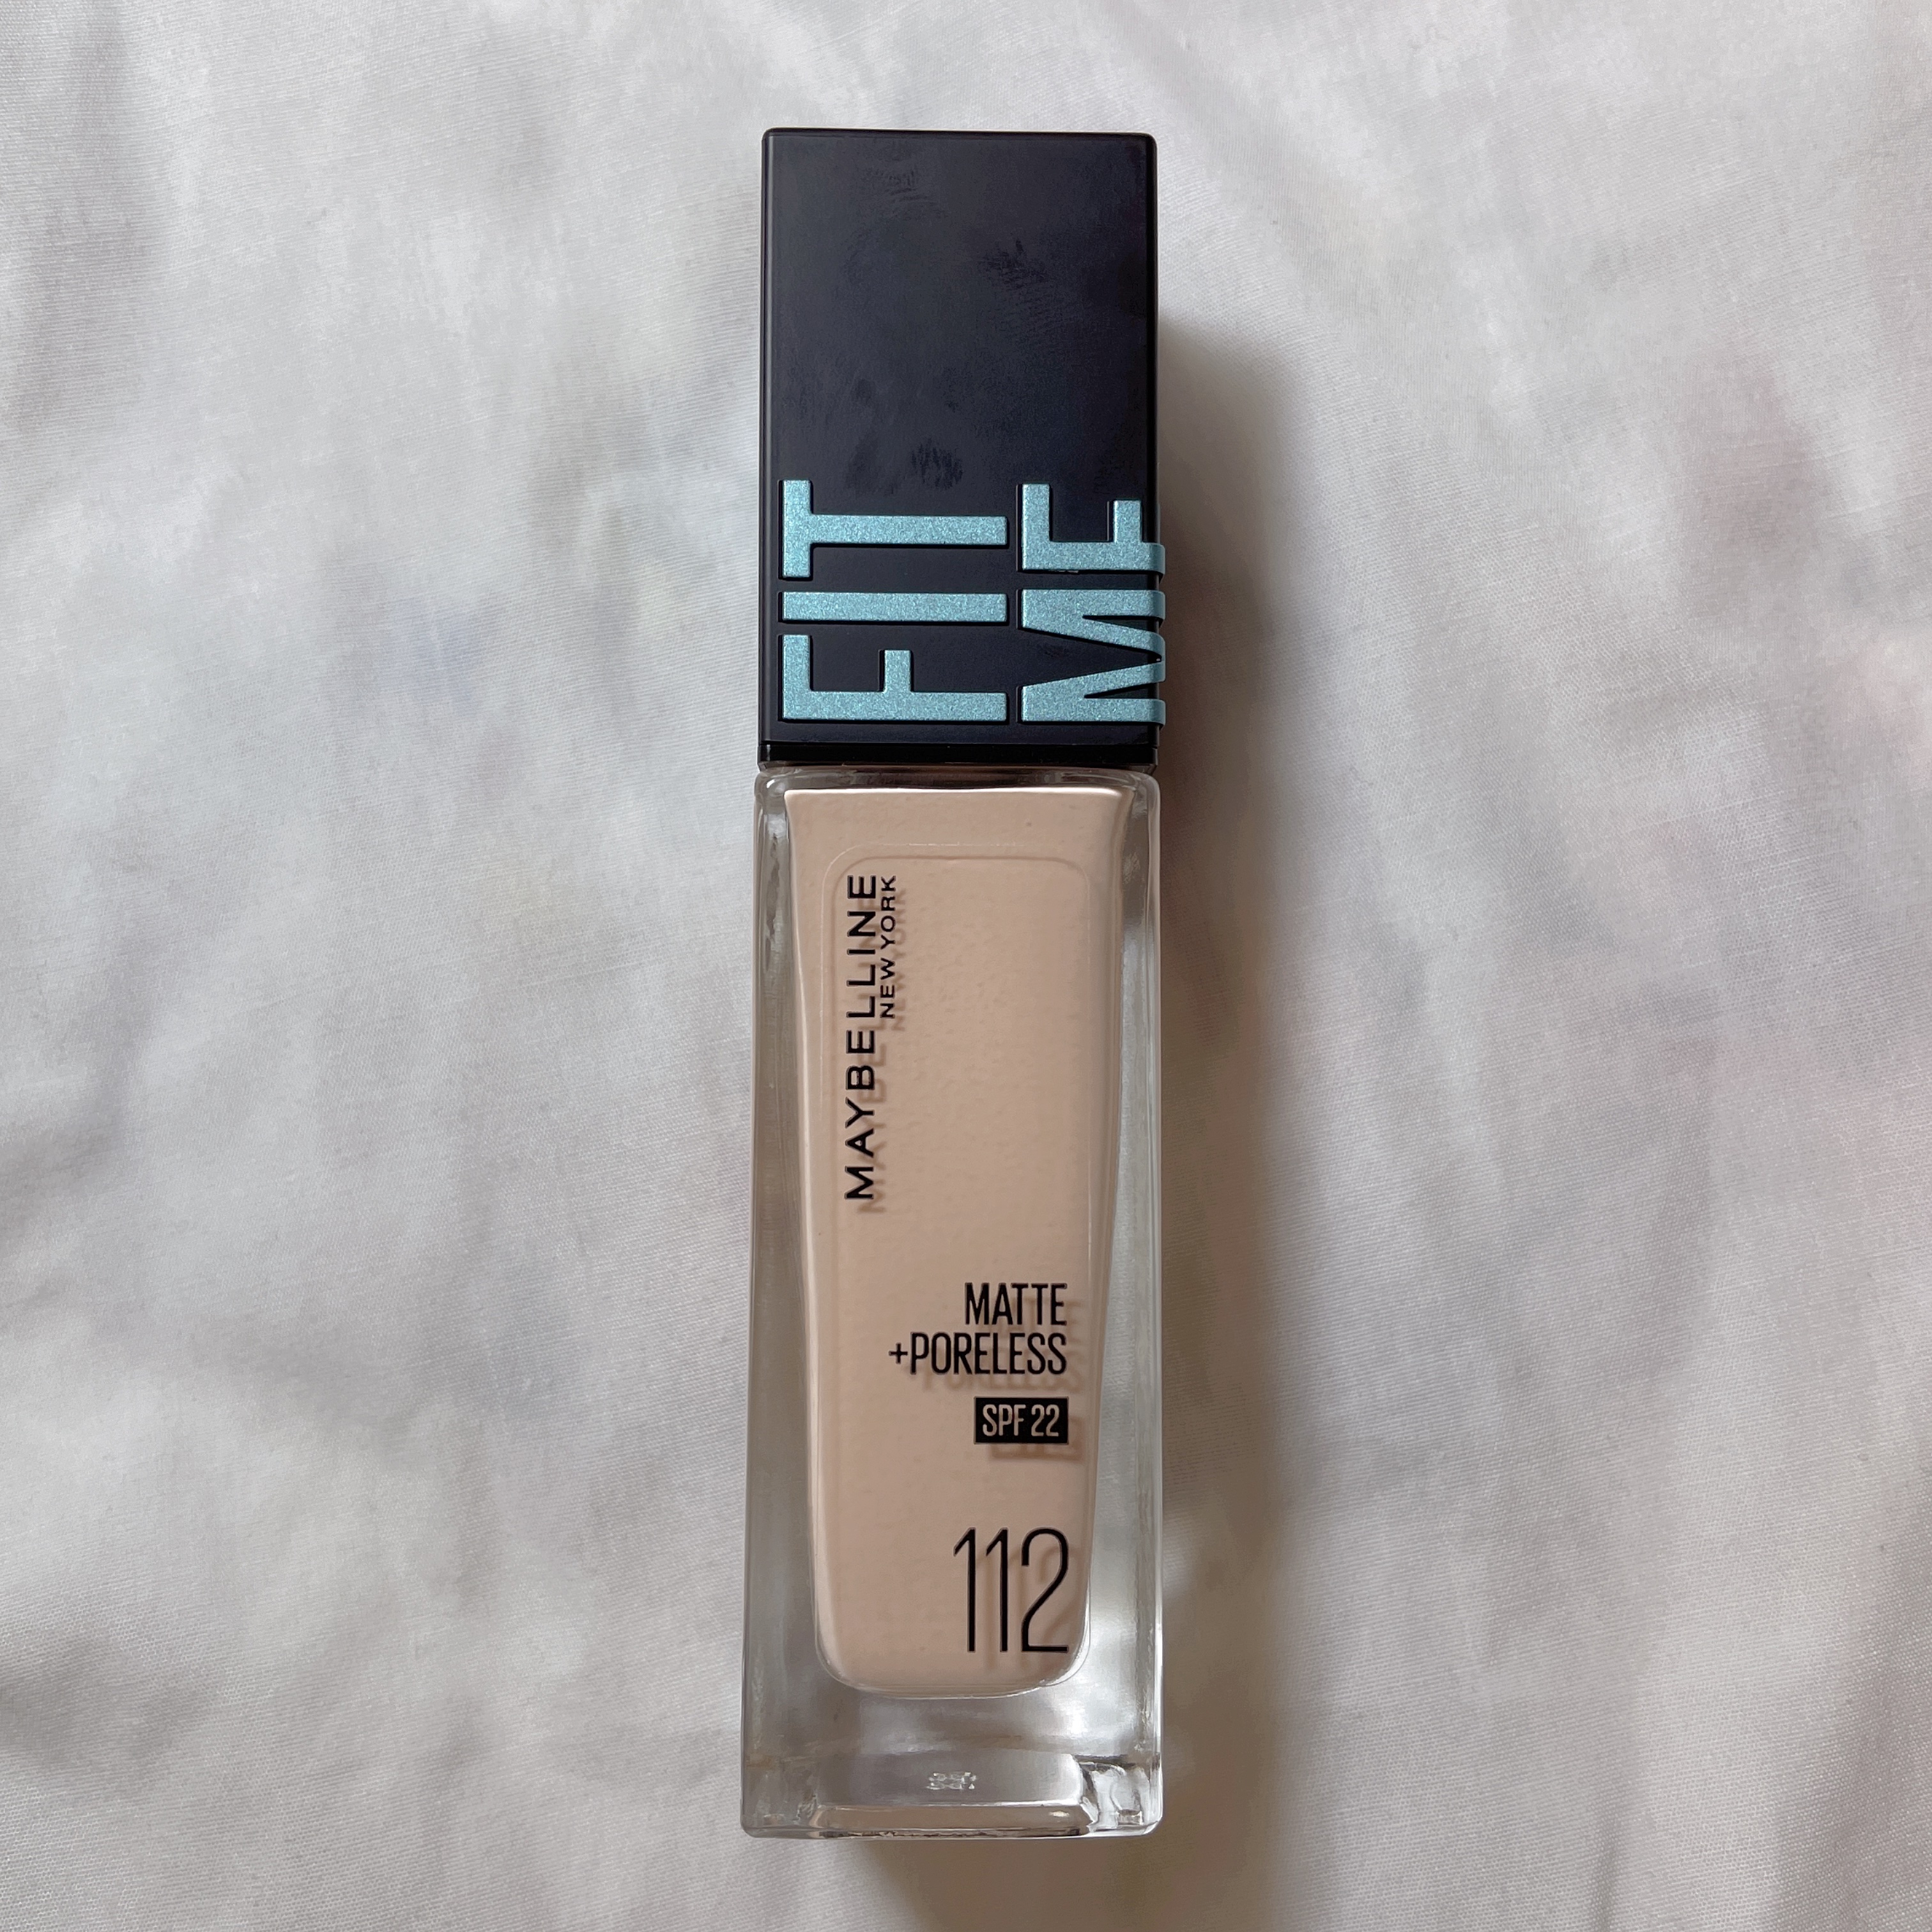 FIT
ME
MAYBELLINE
NEW YORK
MATTE
+PORELESS
SPF 22
112